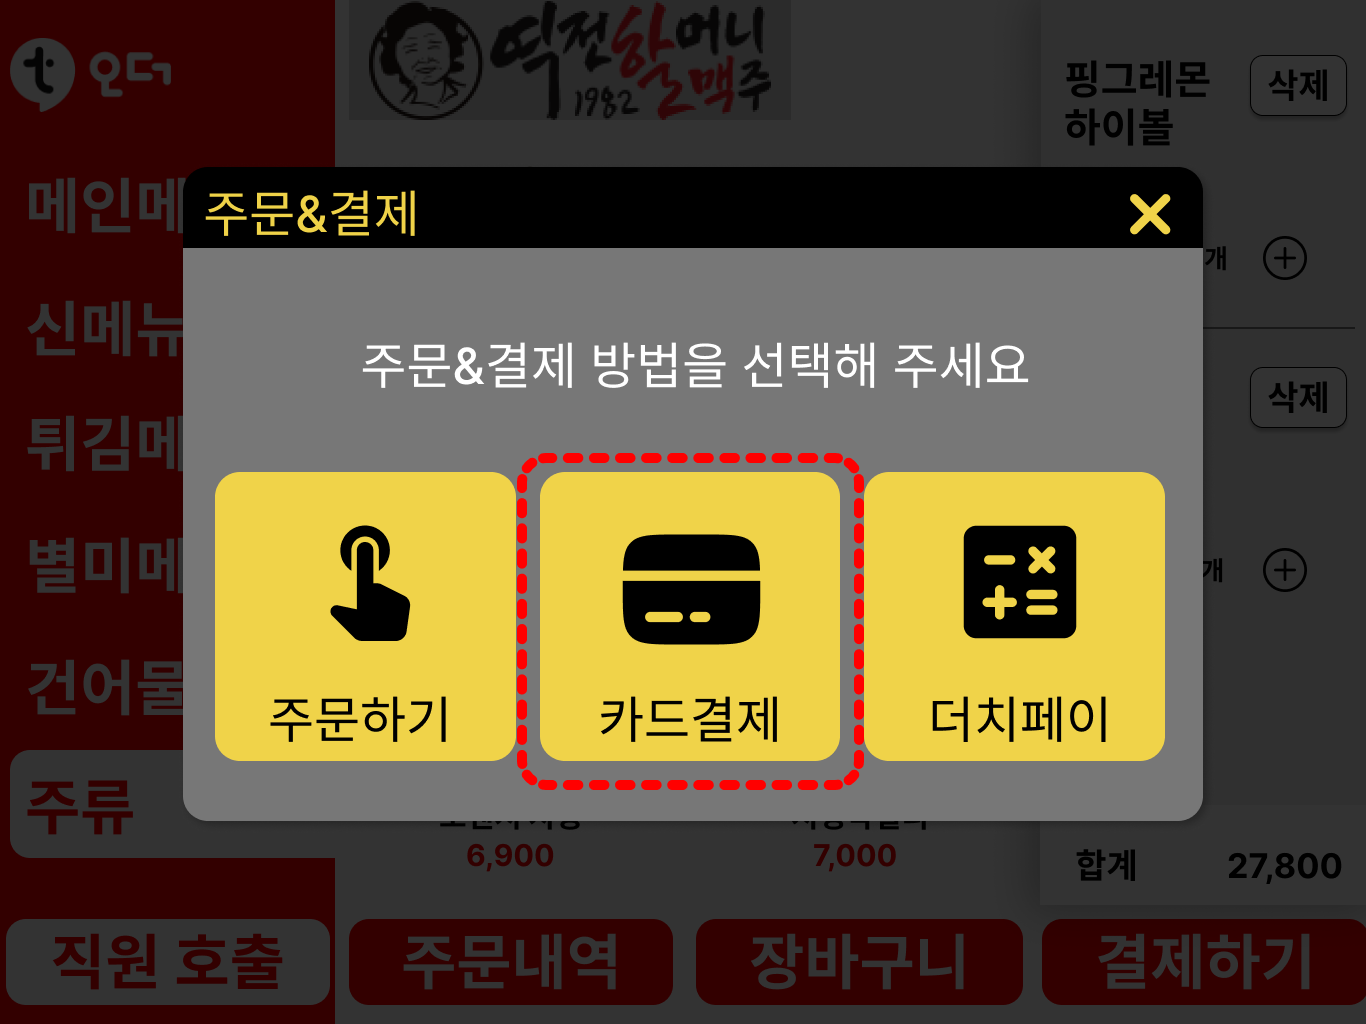 오더
역전할머니맥주
1982
핑그레몬
하이볼
삭제
메인메
주문&결제
개
신메뉴
주문&결제 방법을 선택해 주세요
삭제
튀김메
별미메
개
건어물
주문하기
카드결제
더치페이
주류
6,900
7,000
합계
27,800
직원 호출
주문내역
장바구니
결제하기